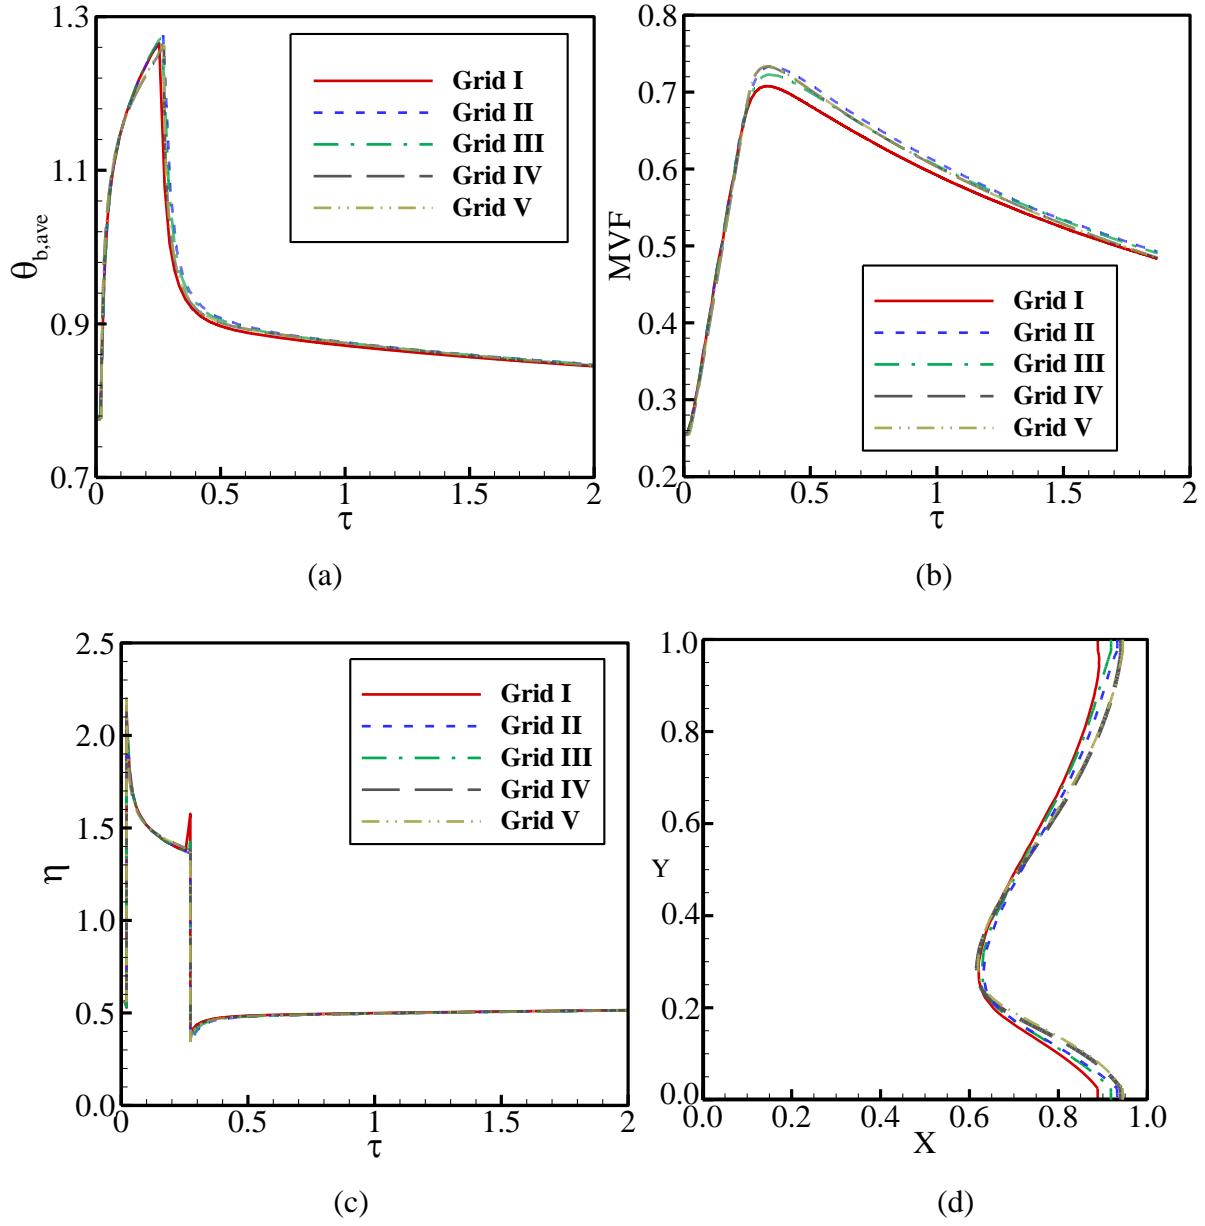 1.3
1.1
0.9
0.7
θb,ave
0 0.5 1 1.5 2
τ
Grid I
Grid II
Grid III
Grid IV
Grid V
(a)
0.8
0.7
0.6
0.5
0.4
0.3
0.2
MVF
0 0.5 1 1.5 2
τ
Grid I
Grid II
Grid III
Grid IV
Grid V
(b)
2.5
2.0
1.5
1.0
0.5
0.0
η
0 1 2
τ
Grid I
Grid II
Grid III
Grid IV
Grid V
(c)
1.0
0.8
0.6
0.4
0.2
0.0
Y
0.0 0.2 0.4 0.6 0.8 1.0
X
(d)